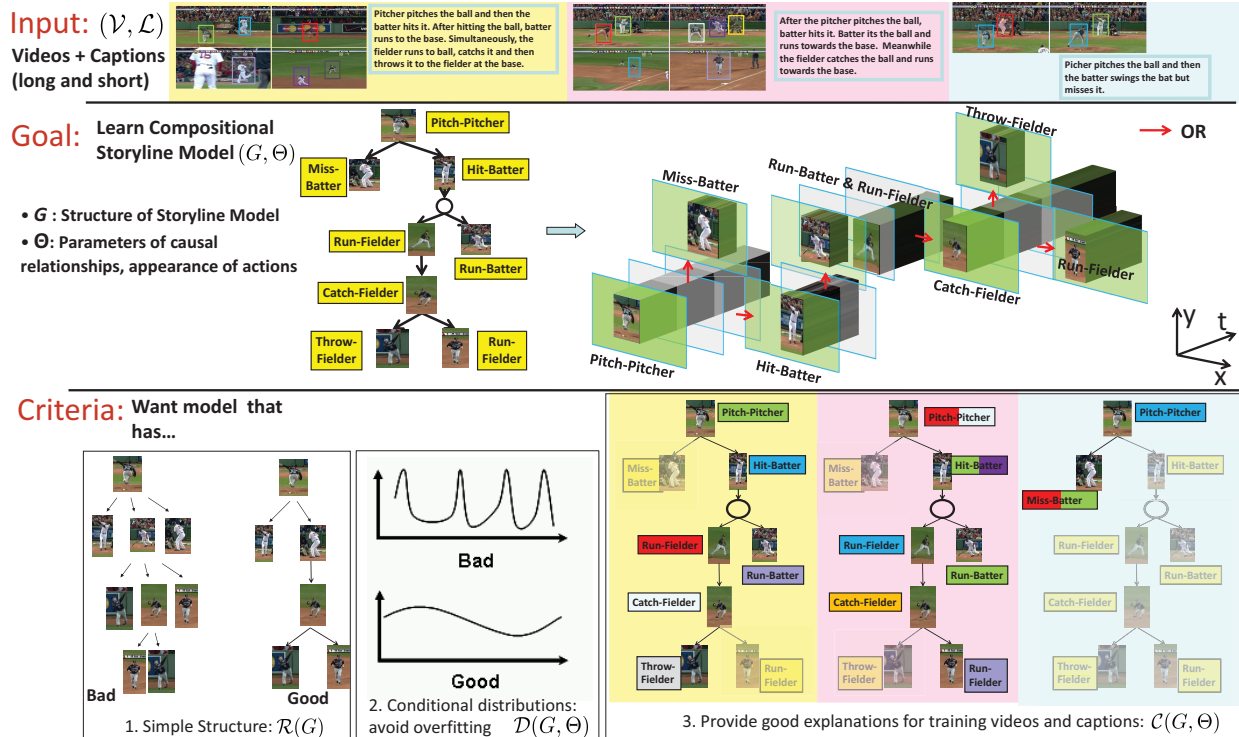 Input: (V, L)
Videos + Captions
(long and short)
Pitcher pitches the ball and then the
batter hits it. After hitting the ball, batter
runs to the base. Simultaneously, the
fielder runs to ball, catches it and then
throws it to the fielder at the base.
After the pitcher pitches the ball,
batter hits it. Batter its the ball and
runs towards the base. Meanwhile
the fielder catches the ball and runs
towards the base.
Picher pitches the ball and then
the batter swings the bat but
misses it.
Goal: Learn Compositional
Storyline Model (G, Θ)
• G : Structure of Storyline Model
• Θ: Parameters of causal
relationships, appearance of actions
Pitch-Pitcher
Miss-
Batter
Hit-Batter
Run-Fielder
Run-Batter
Catch-Fielder
Throw-
Fielder
Run-
Fielder
Throw-Fielder
OR
Miss-Batter
Run-Batter & Run-Fielder
Run-Fielder
Catch-Fielder
Pitch-Pitcher
Hit-Batter
y
t
x
Criteria: Want model that
has...
Bad
Good
1. Simple Structure: R(G)
Bad
Good
2. Conditional distributions:
avoid overfitting D(G, Θ)
Pitch-Pitcher
Miss-
Batter
Hit-Batter
Run-Fielder
Run-Batter
Catch-Fielder
Throw-
Fielder
Run-
Fielder
Pitch-Pitcher
Miss-
Batter
Hit-Batter
Run-Fielder
Run-Batter
Catch-Fielder
Throw-
Fielder
Run-
Fielder
Pitch-Pitcher
Hit-Batter
Miss-Batter
Run-Fielder
Run-Batter
Catch-Fielder
Throw-
Fielder
Run-
Fielder
3. Provide good explanations for training videos and captions: C(G, Θ)